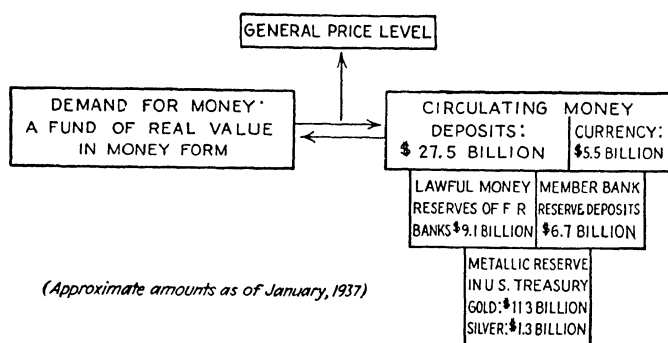 GENERAL PRICE LEVEL
DEMAND FOR MONEY:
A FUND OF REAL VALUE
IN MONEY FORM
CIRCULATING MONEY
DEPOSITS:
$ 27.5 BILLION
CURRENCY:
$5.5 BILLION
LAWFUL MONEY
RESERVES OF F R
BANKS $9.1 BILLION
MEMBER BANK
RESERVE DEPOSITS
$6.7 BILLION
METALLIC RESERVE
IN U S. TREASURY
GOLD: $11 3 BILLION
SILVER: $1.3 BILLION
(Approximate amounts as of January, 1937)